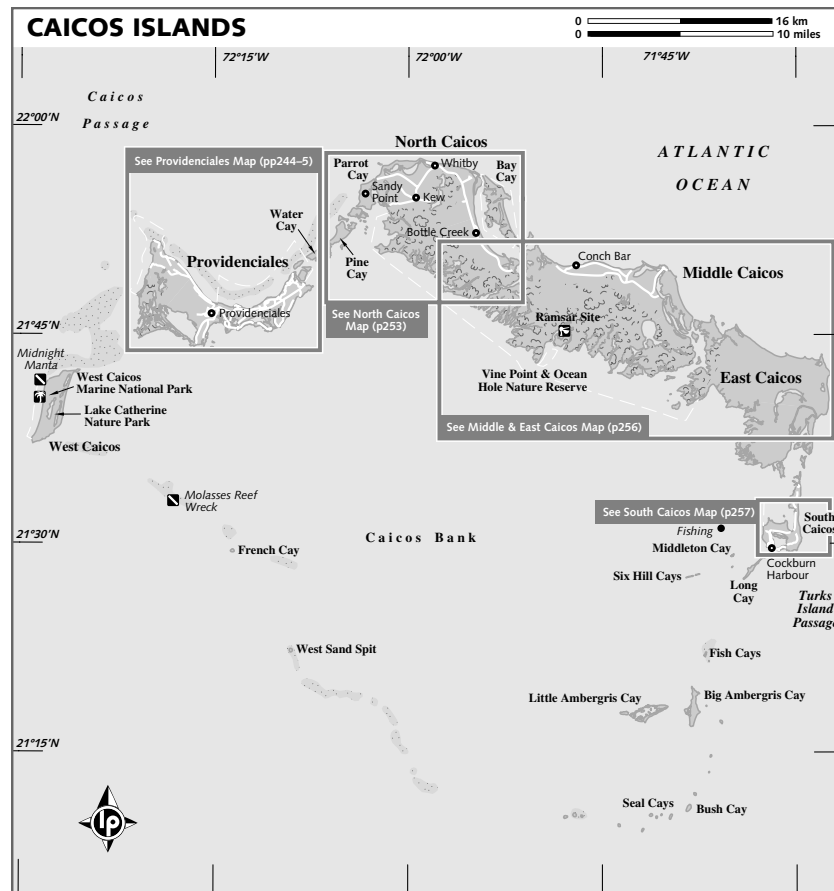 CAICOS ISLANDS
0 16 km
0 10 miles
72°15'W
72°00'W
71°45'W
22°00'N
Caicos
Passage
ATLANTIC
OCEAN
North Caicos
See Providenciales Map (pp244–5)
Parrot
Cay
Whitby
Bay
Cay
Sandy
Point
Kew
Water
Cay
Bottle Creek
Providenciales
Pine
Cay
Conch Bar
Middle Caicos
Providenciales
See North Caicos
Map (p253)
Ramsar Site
21°45'N
Midnight
Manta
West Caicos
Marine National Park
Lake Catherine
Nature Park
West Caicos
Vine Point & Ocean
Hole Nature Reserve
East Caicos
See Middle & East Caicos Map (p256)
Molasses Reef
Wreck
See South Caicos Map (p257)
South
Caicos
Fishing
21°30'N
Caicos Bank
French Cay
Middleton Cay
Cockburn
Harbour
Six Hill Cays
Long
Cay
Turks
Island
Passage
West Sand Spit
Fish Cays
Little Ambergris Cay
Big Ambergris Cay
21°15'N
Seal Cays
Bush Cay
lp